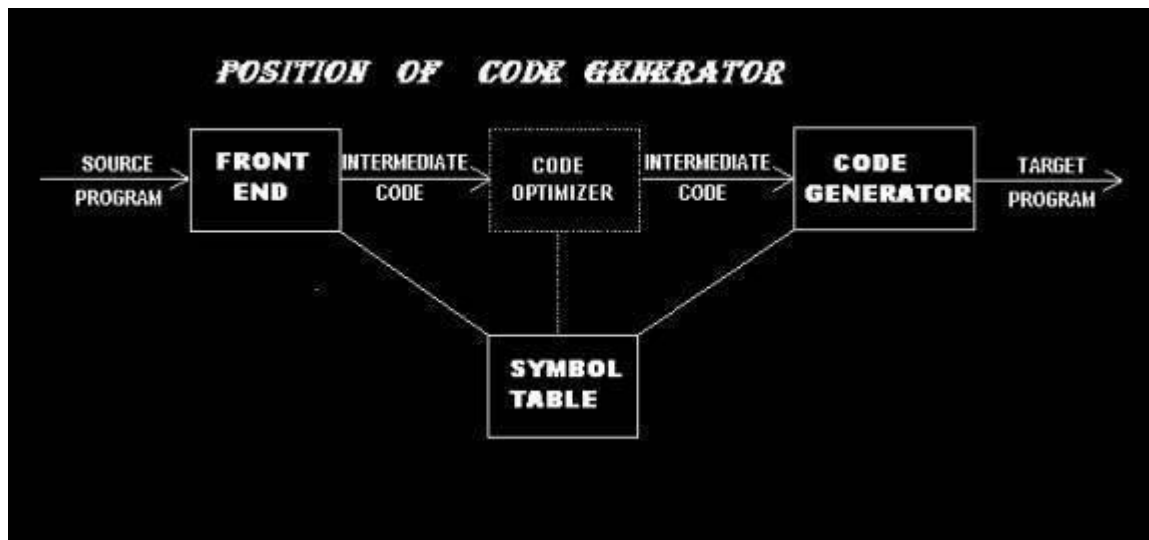 POSITION OF CODE GENERATOR
SOURCE
PROGRAM
FRONT
END
INTERMEDIATE
CODE
CODE
OPTIMIZER
INTERMEDIATE
CODE
CODE
GENERATOR
TARGET
PROGRAM
SYMBOL
TABLE